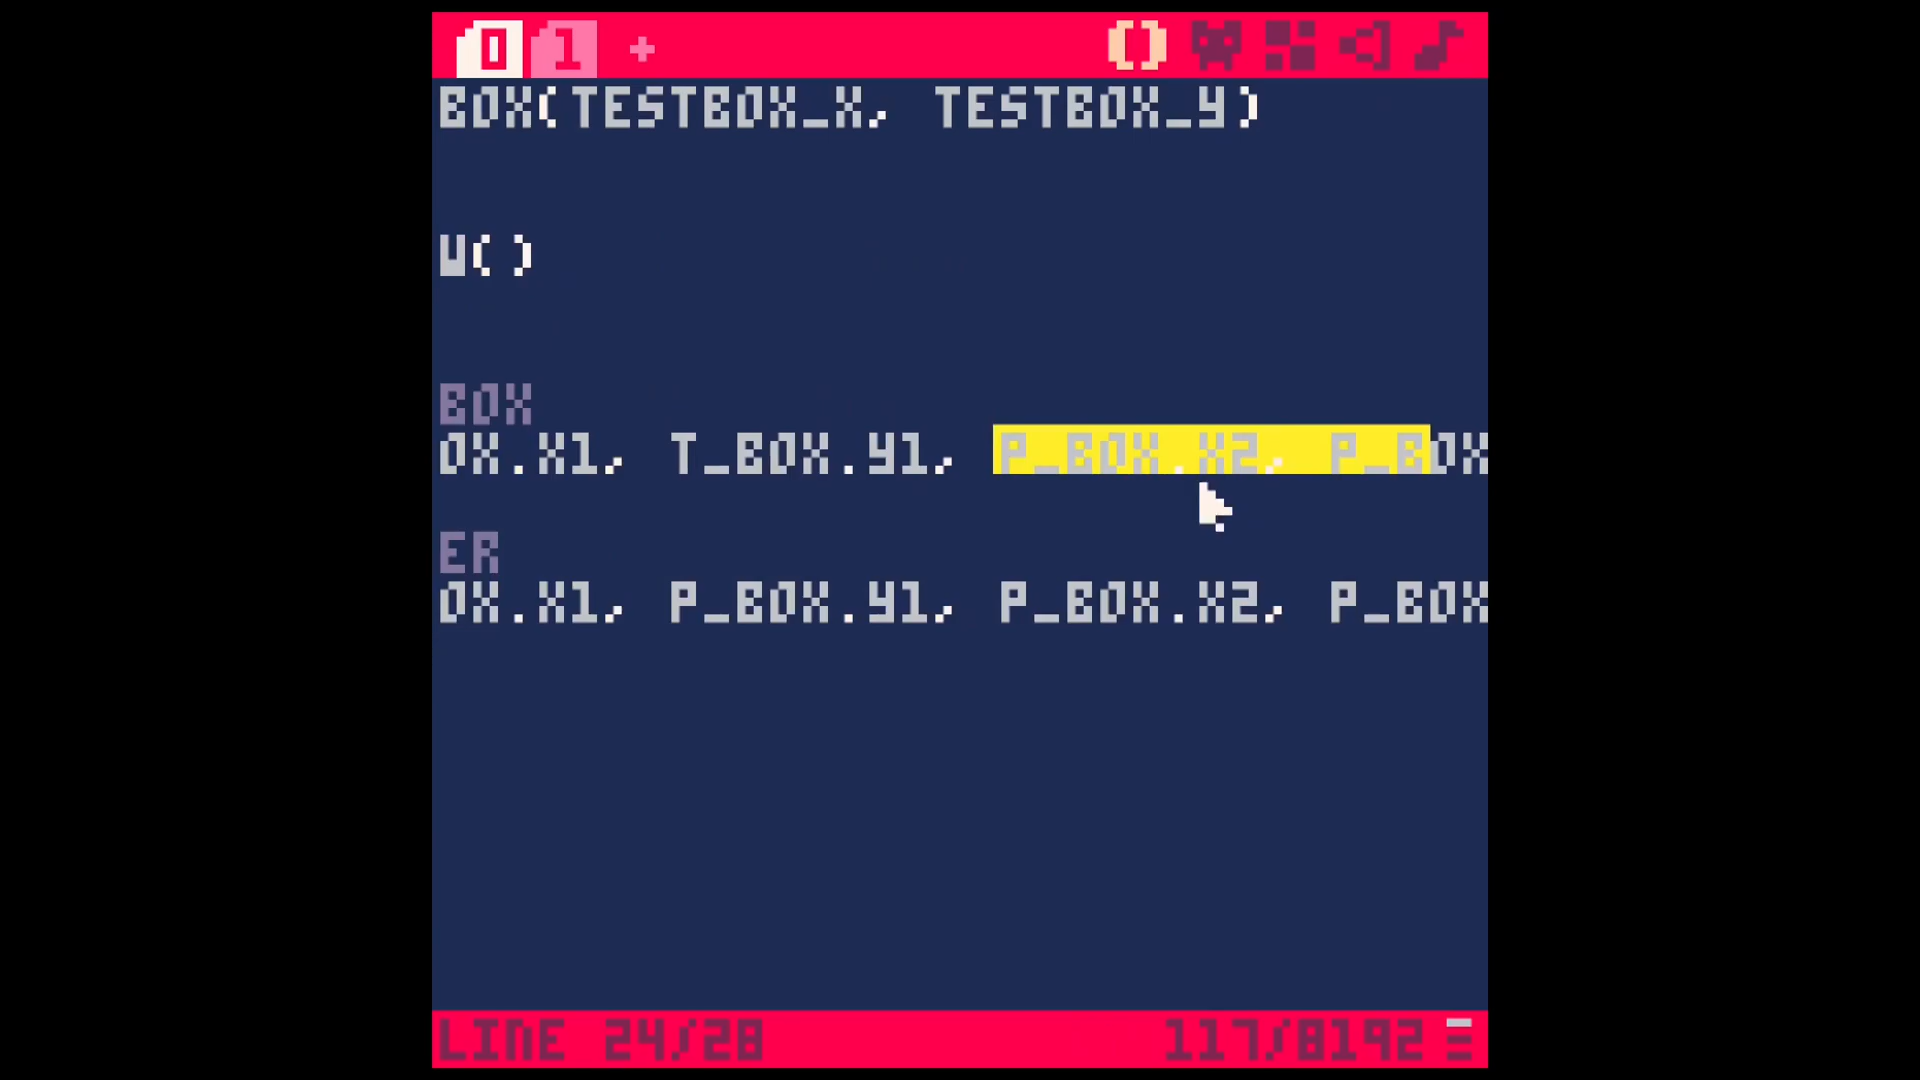 0 1 +
BOX(TESTBOX_X, TESTBOX_Y)
W()
BOX
OX.X1, T_BOX.Y1, P_BOX.X2, P_BOX
ER
OX.X1, P_BOX.Y1, P_BOX.X2, P_BOX
LINE 24/28 117/8192